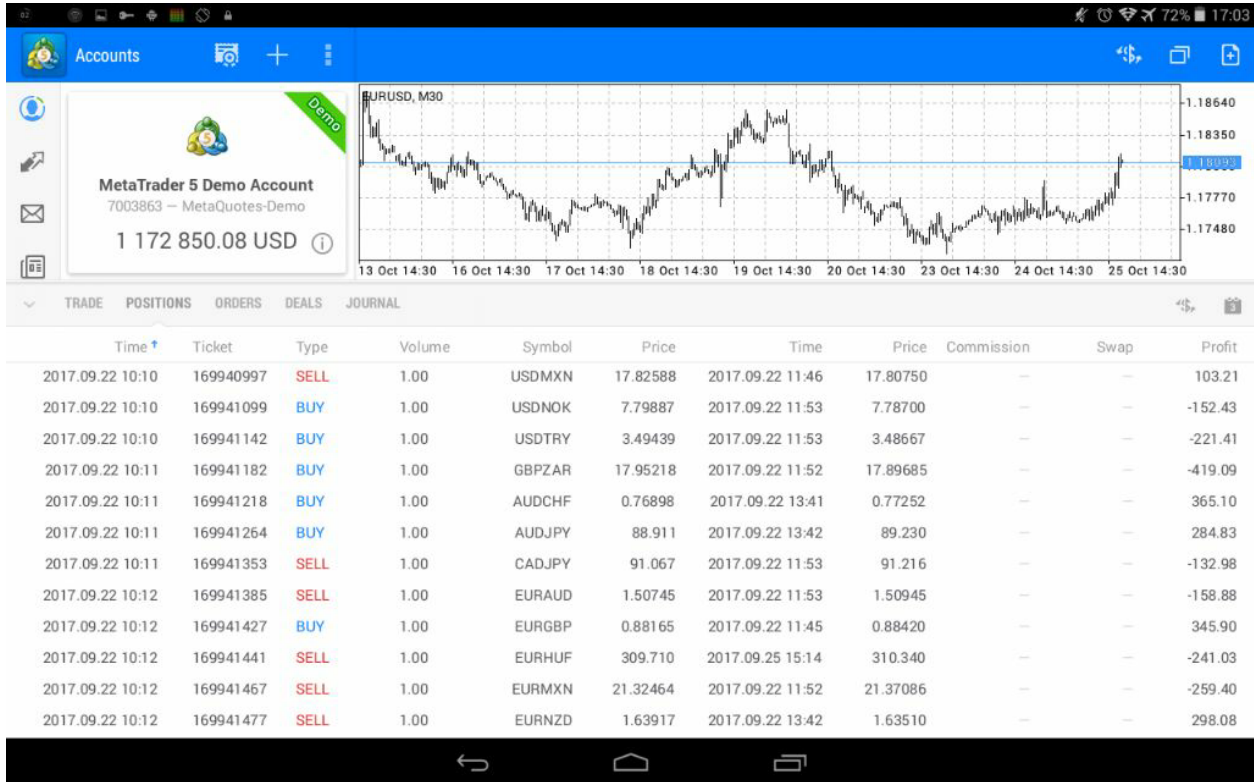 72% 17:03
Accounts
Demo
MetaTrader 5 Demo Account
7003863 — MetaQuotes-Demo
1 172 850.08 USD
EURUSD, M30
1.18640
1.18350
1.18093
1.17770
1.17480
13 Oct 14:30 16 Oct 14:30 17 Oct 14:30 18 Oct 14:30 19 Oct 14:30 20 Oct 14:30 23 Oct 14:30 24 Oct 14:30 25 Oct 14:30
TRADE POSITIONS ORDERS DEALS JOURNAL
Time Ticket Type Volume Symbol Price Time Price Commission Swap Profit
2017.09.22 10:10 169940997 SELL 1.00 USDMXN 17.82588 2017.09.22 11:46 17.80750 — — 103.21
2017.09.22 10:10 169941099 BUY 1.00 USDNOK 7.79887 2017.09.22 11:53 7.78700 — — -152.43
2017.09.22 10:10 169941142 BUY 1.00 USDTRY 3.49439 2017.09.22 11:53 3.48667 — — -221.41
2017.09.22 10:11 169941182 BUY 1.00 GBPZAR 17.95218 2017.09.22 11:52 17.89685 — — -419.09
2017.09.22 10:11 169941218 BUY 1.00 AUDCHF 0.76898 2017.09.22 13:41 0.77252 — — 365.10
2017.09.22 10:11 169941264 BUY 1.00 AUDJPY 88.911 2017.09.22 13:42 89.230 — — 284.83
2017.09.22 10:11 169941353 SELL 1.00 CADJPY 91.067 2017.09.22 11:53 91.216 — — -132.98
2017.09.22 10:12 169941385 SELL 1.00 EURAUD 1.50745 2017.09.22 11:53 1.50945 — — -158.88
2017.09.22 10:12 169941427 BUY 1.00 EURGBP 0.88165 2017.09.22 11:45 0.88420 — — 345.90
2017.09.22 10:12 169941441 SELL 1.00 EURHUF 309.710 2017.09.25 15:14 310.340 — — -241.03
2017.09.22 10:12 169941467 SELL 1.00 EURMXN 21.32464 2017.09.22 11:52 21.37086 — — -259.40
2017.09.22 10:12 169941477 SELL 1.00 EURNZD 1.63917 2017.09.22 13:42 1.63510 — — 298.08